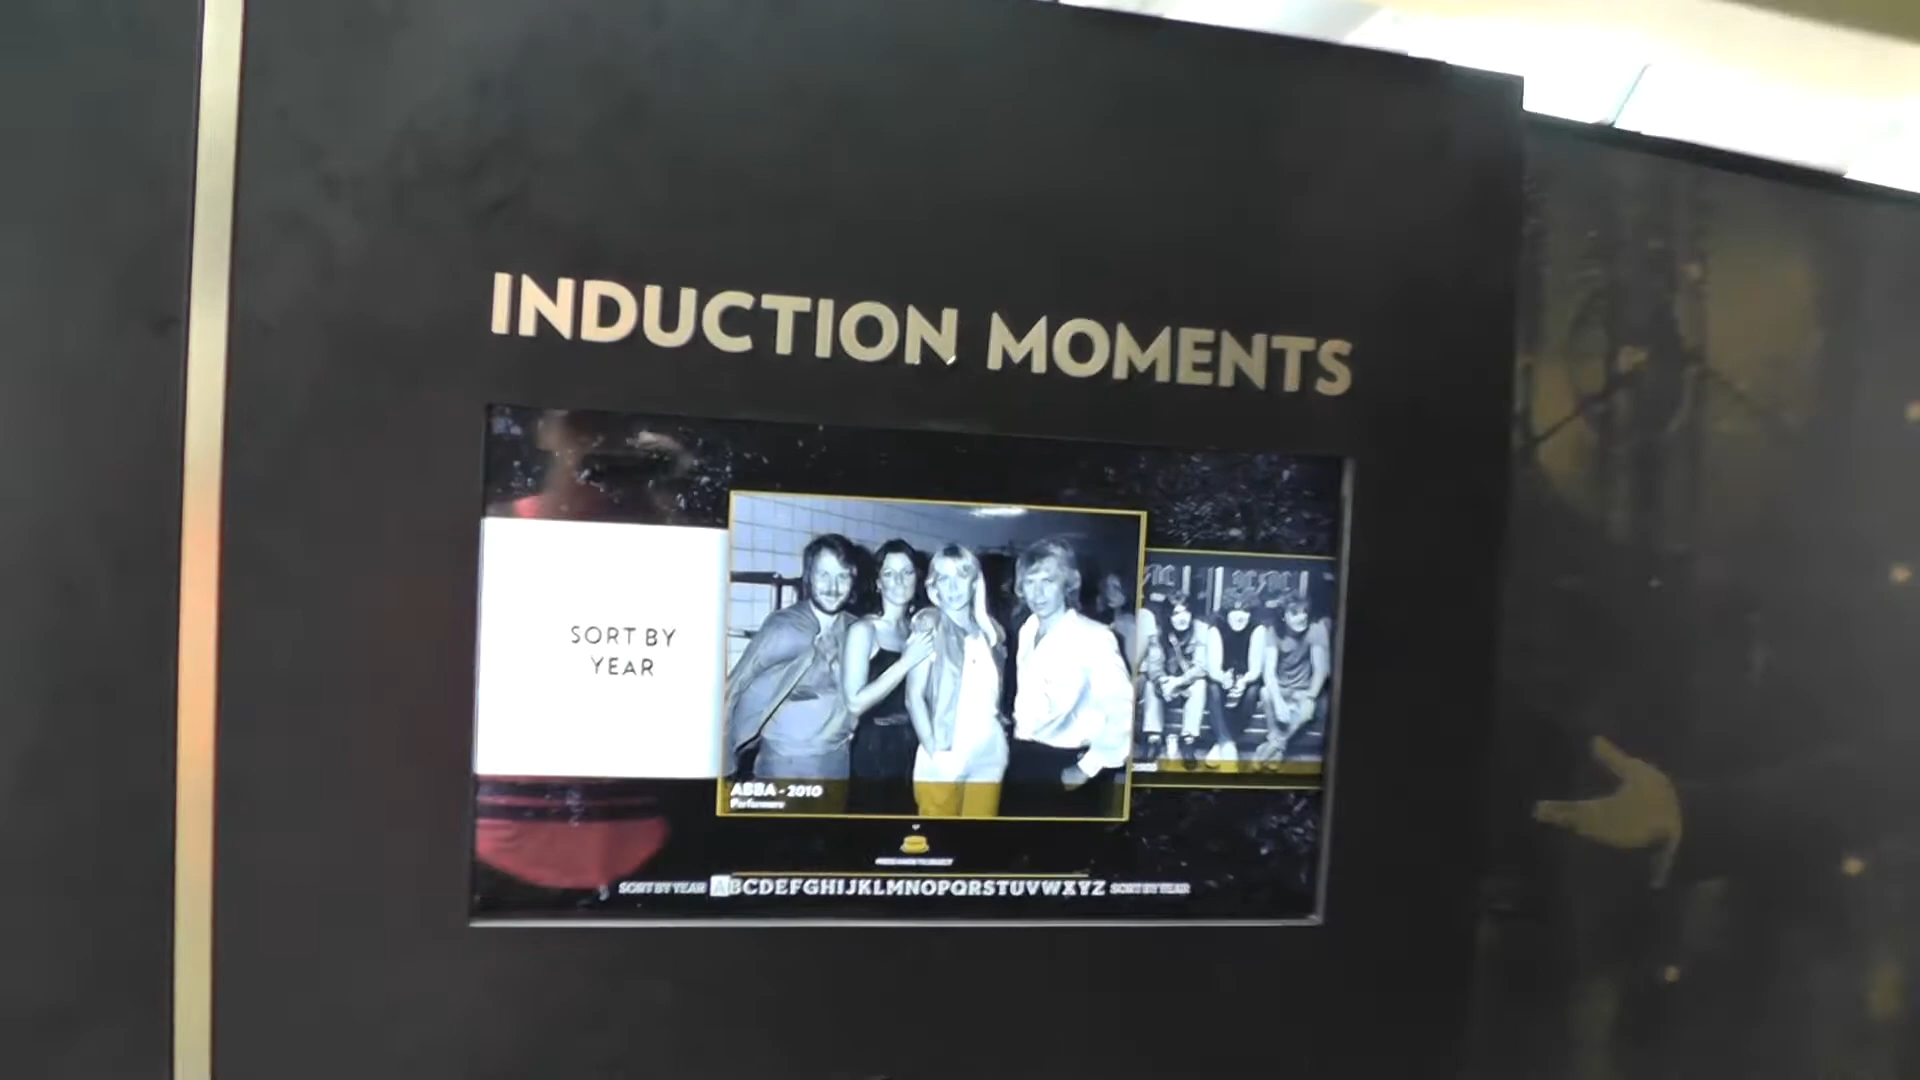 INDUCTION MOMENTS
SORT BY
YEAR
ABBA - 2010
Performers
SORT BY YEAR ABCDEFGHIJKLMNOPQRSTUVWXYZ SORT BY YEAR